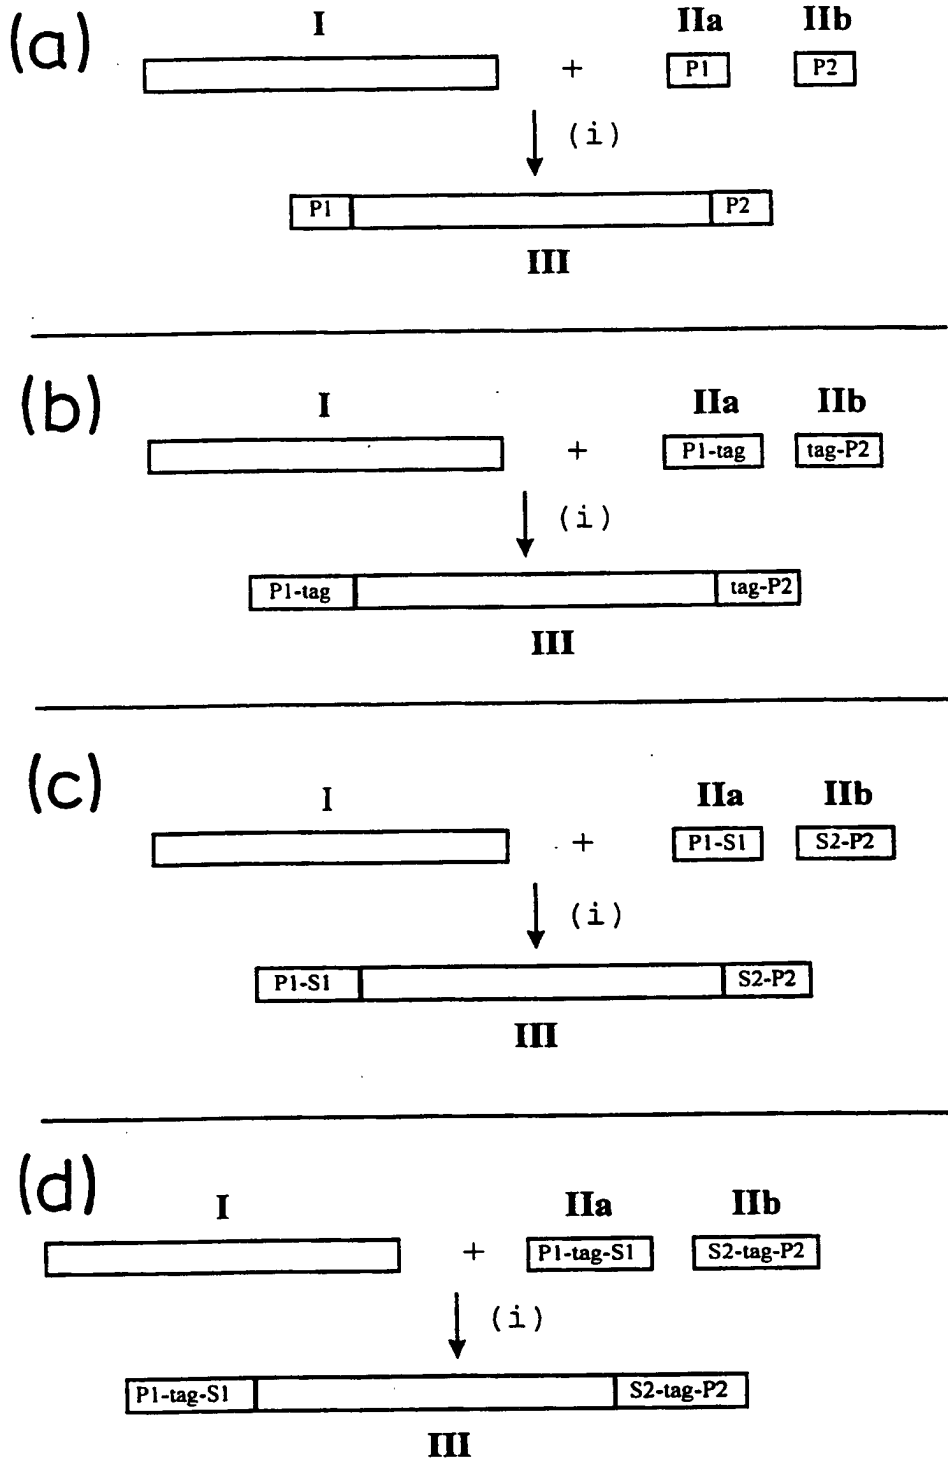 (a) I IIa IIb
+ P1 P2
(i)
P1 P2
III
(b) I IIa IIb
+ P1-tag tag-P2
(i)
P1-tag tag-P2
III
(c) I IIa IIb
+ P1-S1 S2-P2
(i)
P1-S1 S2-P2
III
(d) I IIa IIb
+ P1-tag-S1 S2-tag-P2
(i)
P1-tag-S1 S2-tag-P2
III